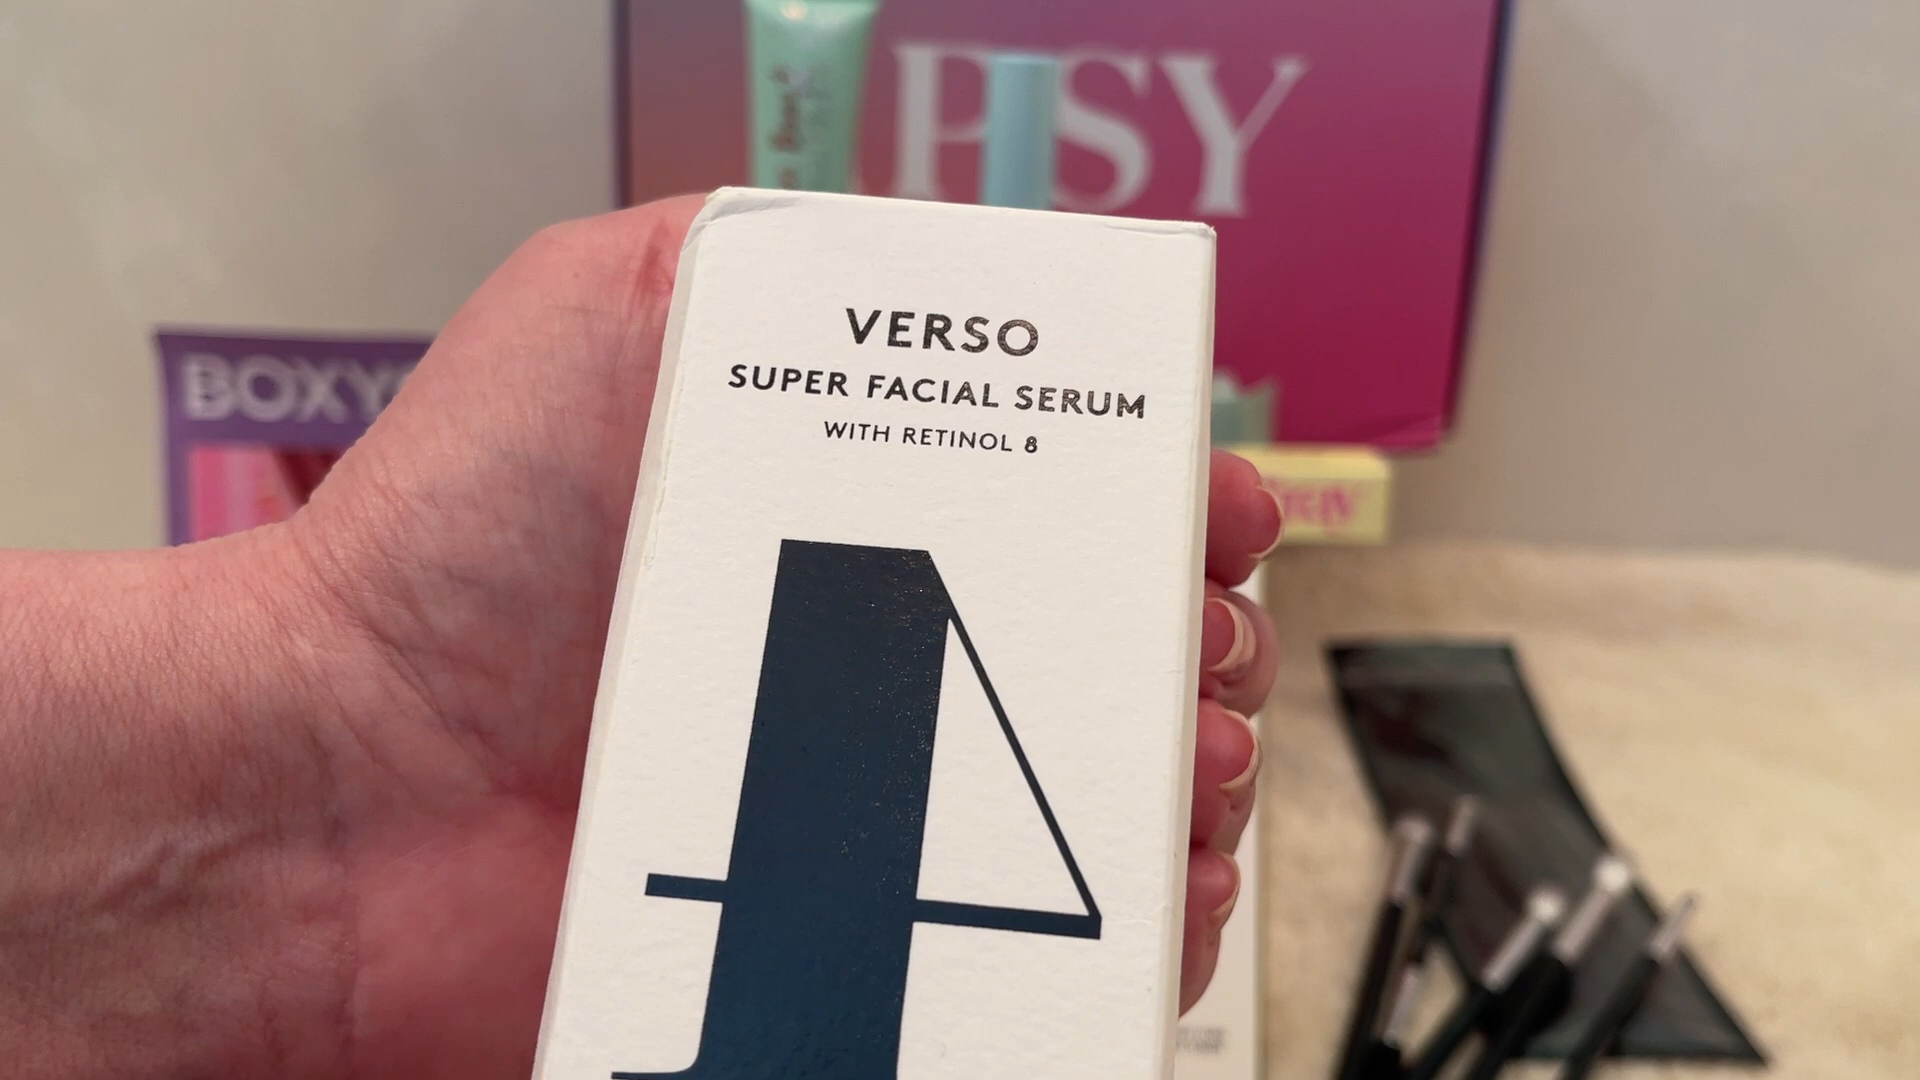 PSY
BOXY
VERSO
SUPER FACIAL SERUM
WITH RETINOL 8
4